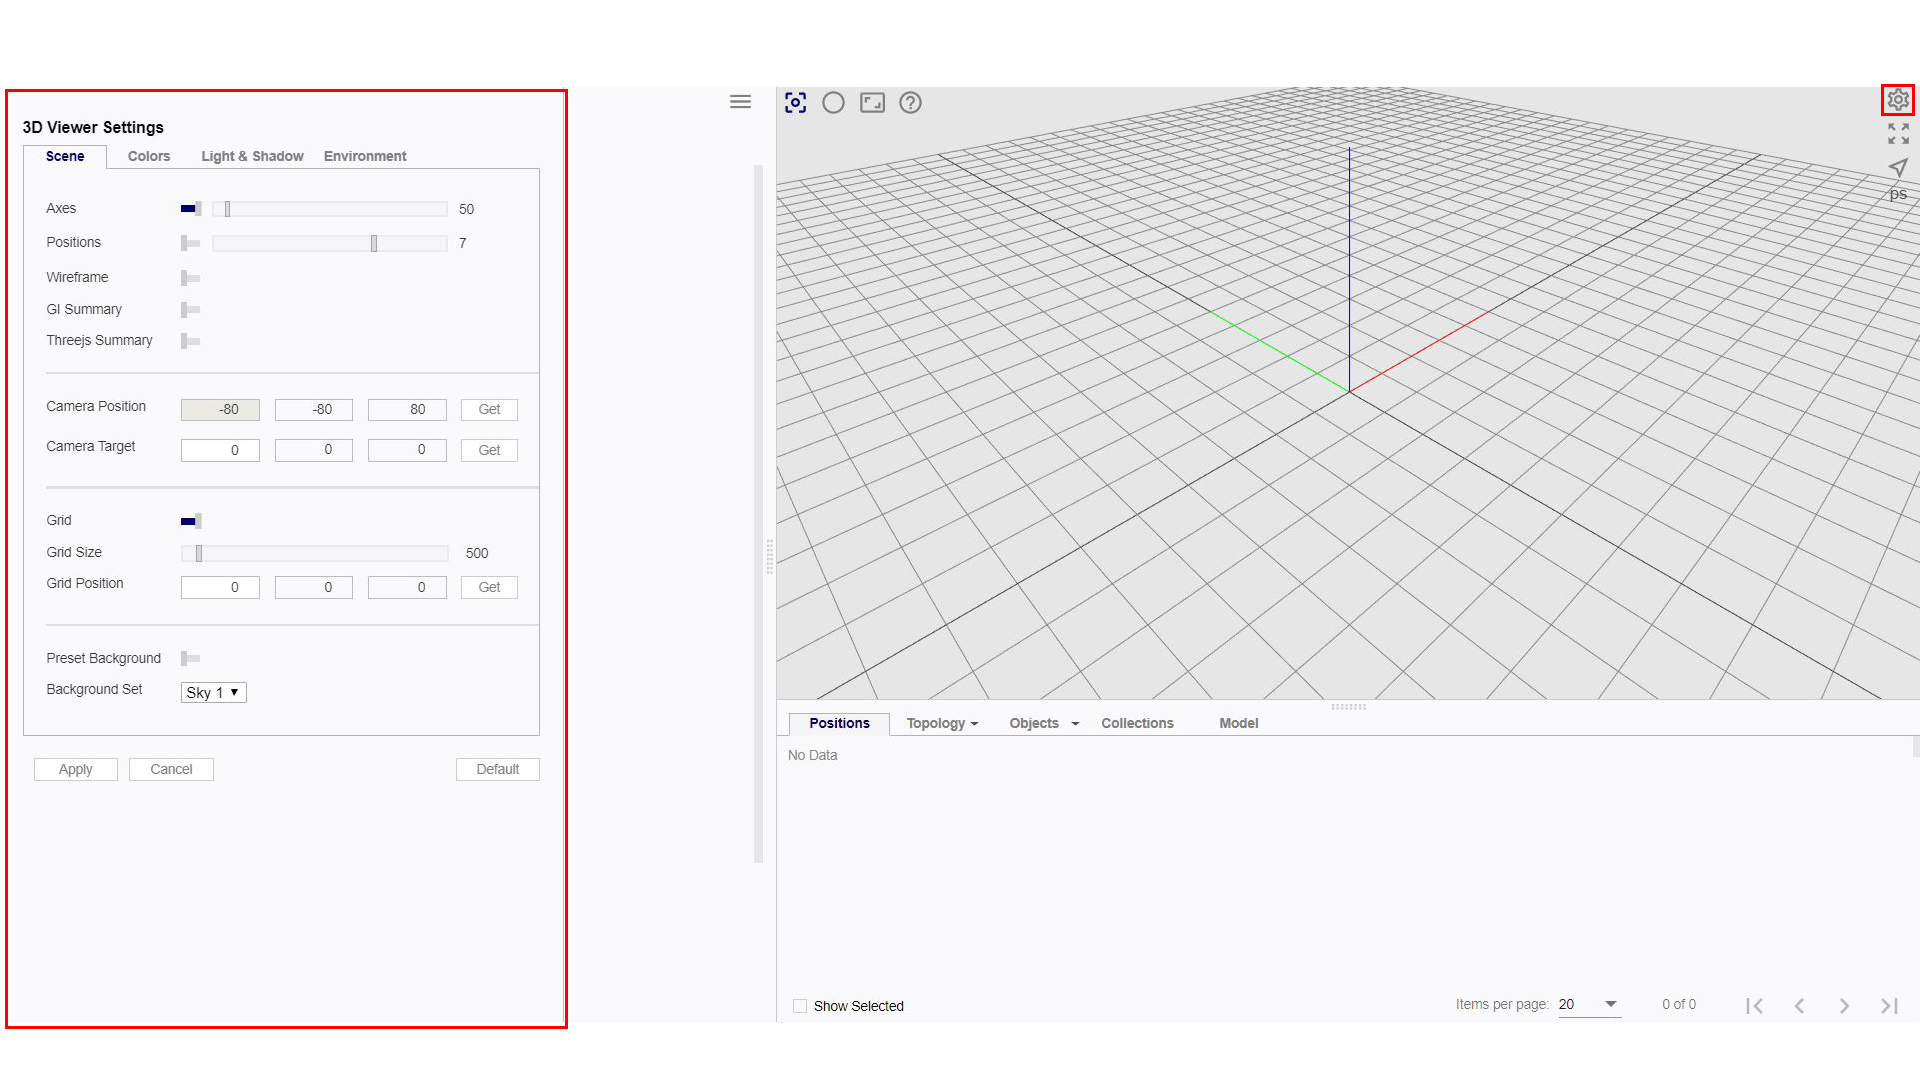 3D Viewer Settings
Scene Colors Light & Shadow Environment
Axes 50
Positions 7
Wireframe
GI Summary
Threejs Summary
Camera Position -80 -80 80 Get
Camera Target 0 0 0 Get
Grid
Grid Size 500
Grid Position 0 0 0 Get
Preset Background
Background Set Sky 1
Apply Cancel Default
ps
Positions Topology Objects Collections Model
No Data
Show Selected Items per page: 20 0 of 0